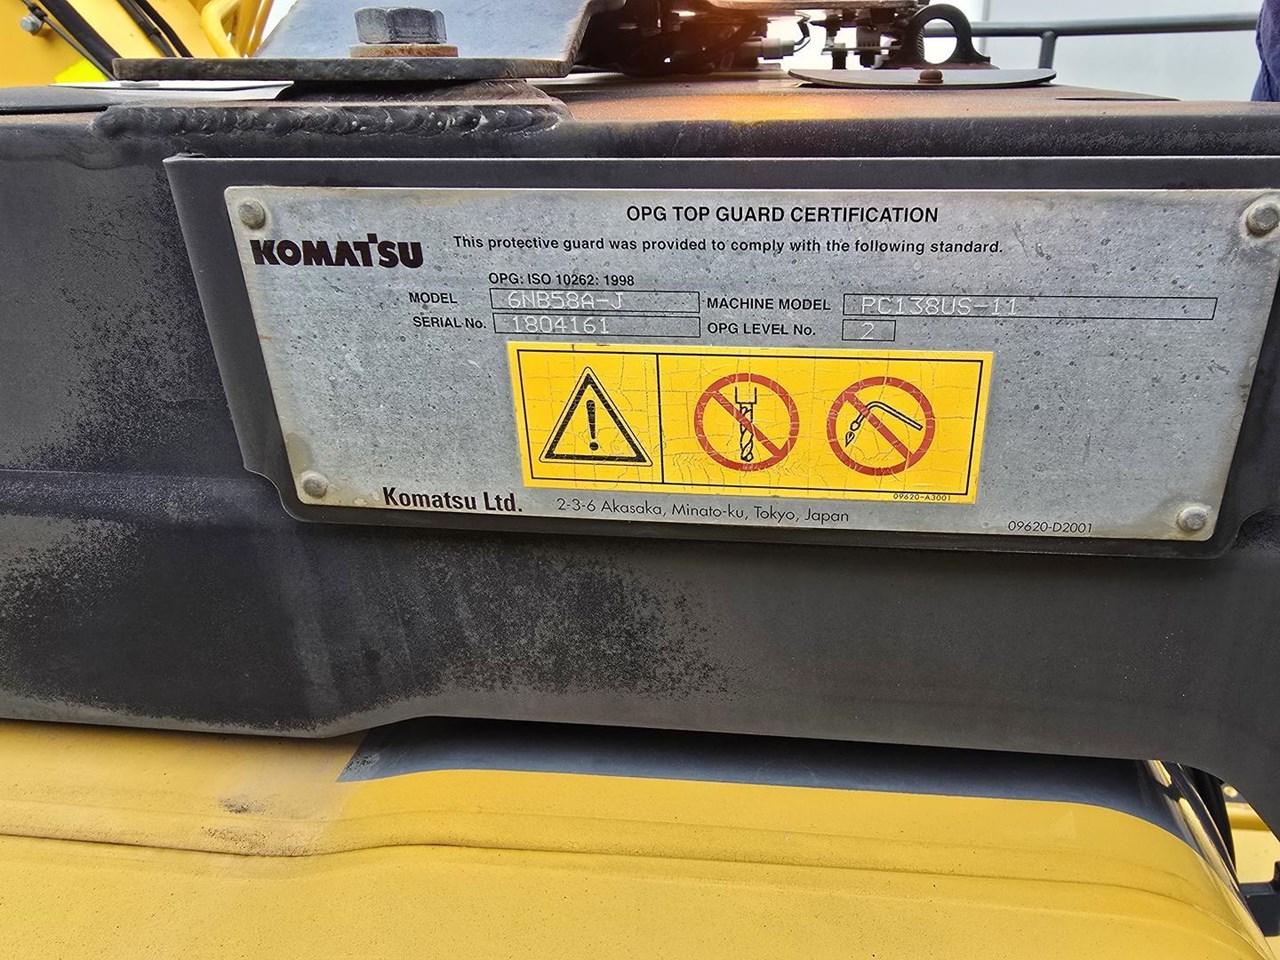 OPG TOP GUARD CERTIFICATION
KOMATSU
This protective guard was provided to comply with the following standard.
OPG: ISO 10262: 1998
MODEL 6NB58A-J MACHINE MODEL PC138US-11
SERIAL No. 1804161 OPG LEVEL No. 2
09620-A3001
Komatsu Ltd. 2-3-6 Akasaka, Minato-ku, Tokyo, Japan
09620-D2001